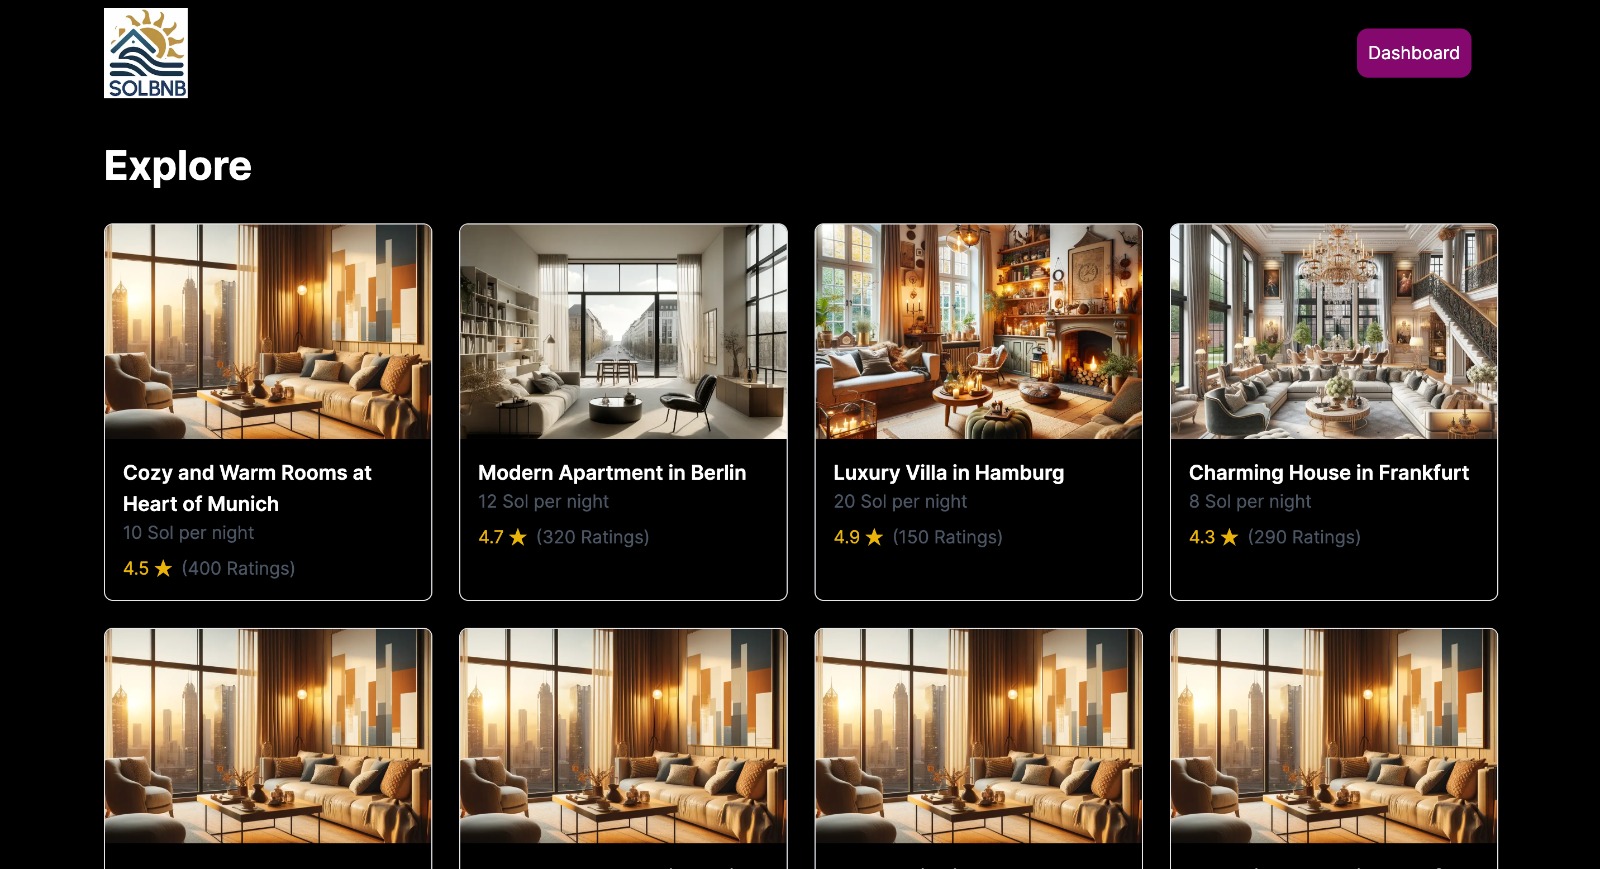 SOLBNB
Dashboard
Explore
Cozy and Warm Rooms at
Heart of Munich
10 Sol per night
4.5 ★ (400 Ratings)
Modern Apartment in Berlin
12 Sol per night
4.7 ★ (320 Ratings)
Luxury Villa in Hamburg
20 Sol per night
4.9 ★ (150 Ratings)
Charming House in Frankfurt
8 Sol per night
4.3 ★ (290 Ratings)